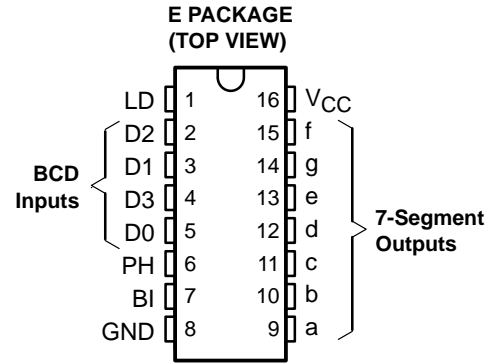 E PACKAGE
(TOP VIEW)
LD 1 16 VCC
D2 2 15 f
D1 3 14 g
D3 4 13 e
D0 5 12 d
PH 6 11 c
BI 7 10 b
GND 8 9 a
BCD
Inputs
7-Segment
Outputs